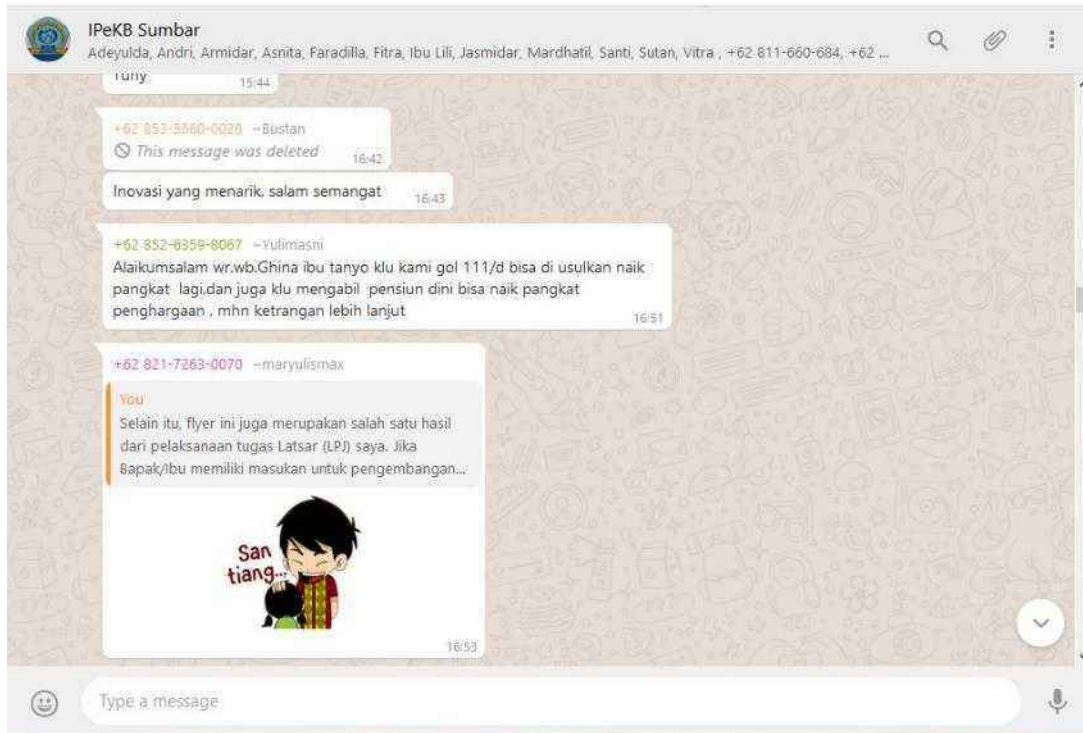 IPeKB Sumbar
Adeyulda, Andri, Armidar, Asnita, Faradilla, Fitra, Ibu Lili, Jasmidar, Mardhatil, Santi, Sutan, Vitra , +62 811-660-684, +62 ...
15:44
~Bustan
This message was deleted 16:42
Inovasi yang menarik, salam semangat 16:43
+62 852-6359-8067 ~Yulimasni
Alaikumsalam wr.wb.Ghina ibu tanyo klu kami gol 111/d bisa di usulkan naik
pangkat lagi.dan juga klu mengabil pensiun dini bisa naik pangkat
penghargaan , mhn ketrangan lebih lanjut 16:51
+62 821-7263-0070 ~maryulismax
You
Selain itu, flyer ini juga merupakan salah satu hasil
dari pelaksanaan tugas Latsar (LPJ) saya. Jika
Bapak/Ibu memiliki masukan untuk pengembangan...
San
tiang...
16:53
Type a message